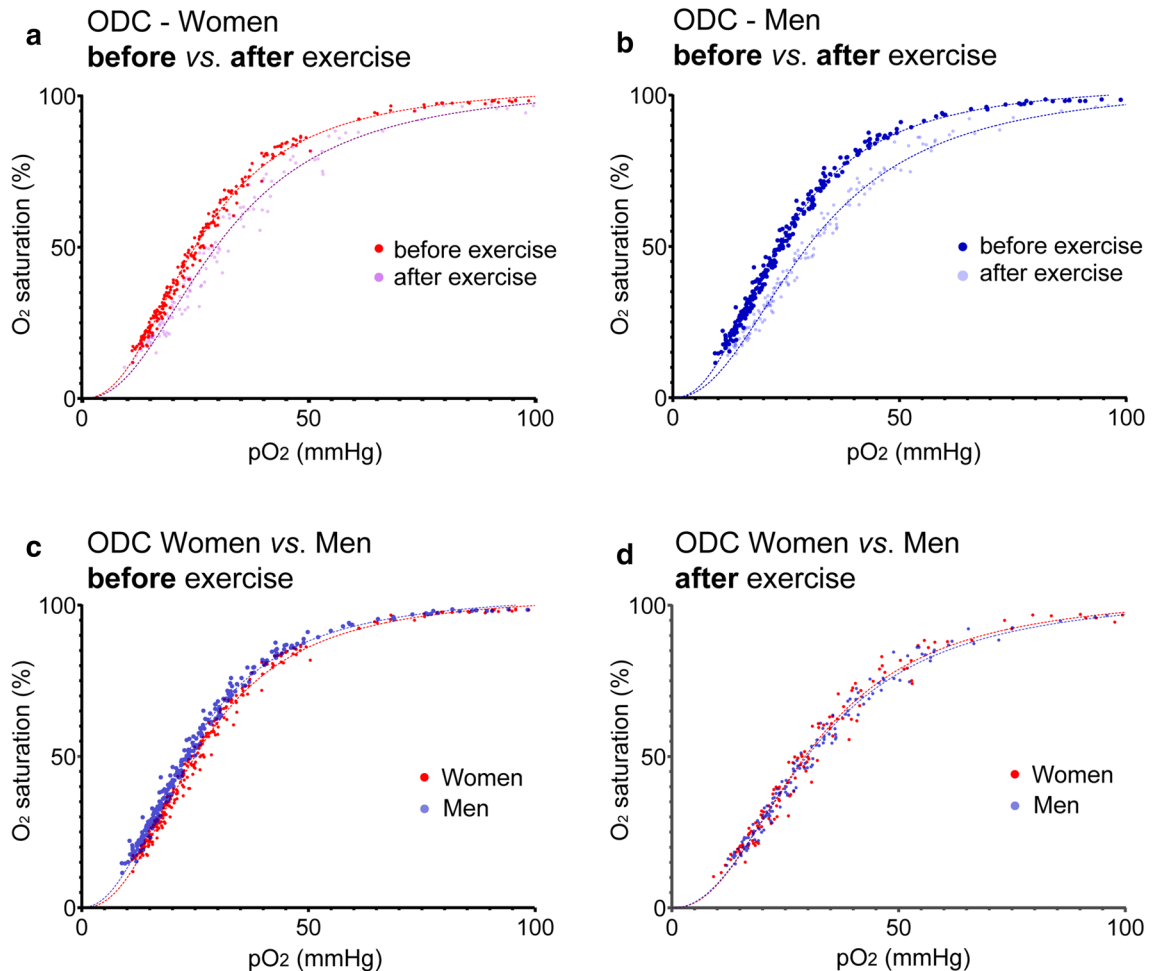 a
ODC - Women
before vs. after exercise
100
50
0
O2 saturation (%)
before exercise
after exercise
0
50
100
pO2 (mmHg)
b
ODC - Men
before vs. after exercise
100
50
0
O2 saturation (%)
before exercise
after exercise
0
50
100
pO2 (mmHg)
c
ODC Women vs. Men
before exercise
100
50
0
O2 saturation (%)
Women
Men
0
50
100
pO2 (mmHg)
d
ODC Women vs. Men
after exercise
100
50
0
O2 saturation (%)
Women
Men
0
50
100
pO2 (mmHg)